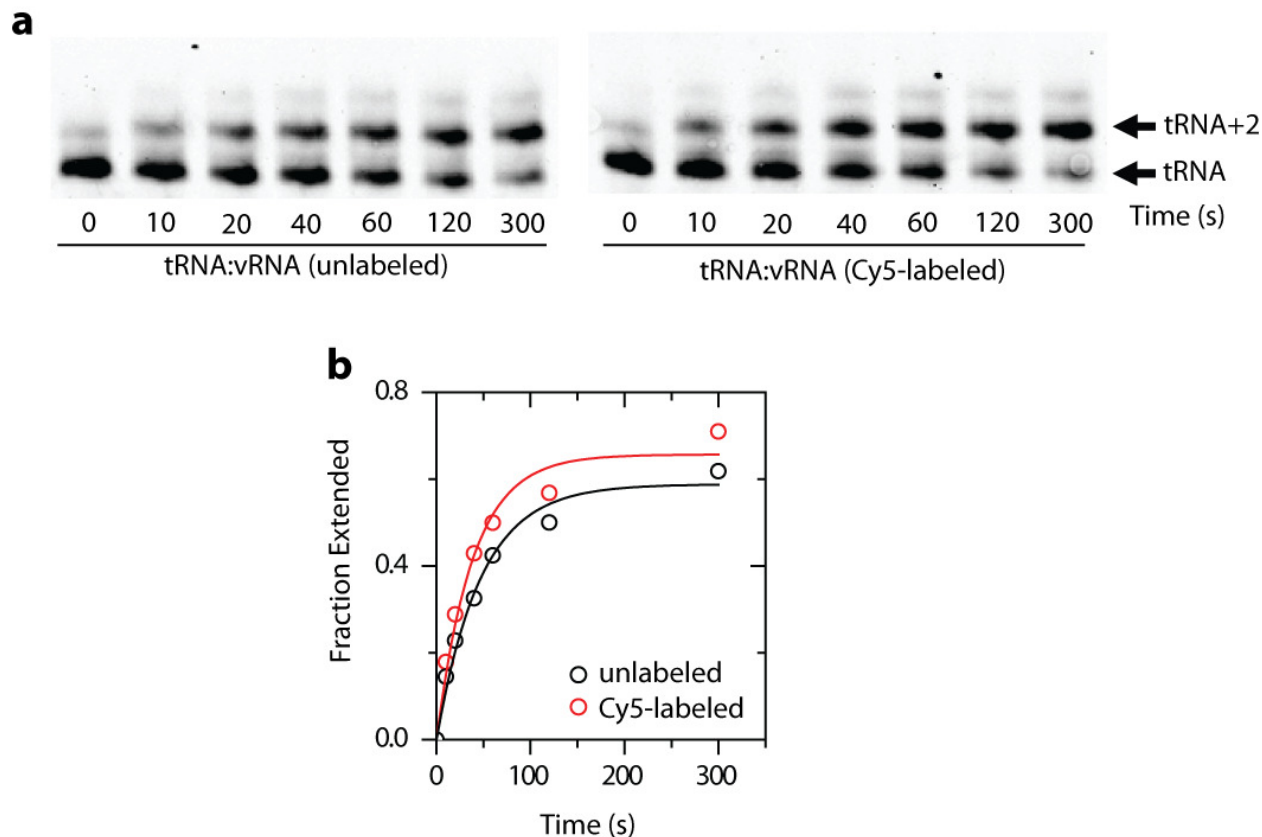 a
tRNA+2
tRNA
0 10 20 40 60 120 300 0 10 20 40 60 120 300 Time (s)
tRNA:vRNA (unlabeled) tRNA:vRNA (Cy5-labeled)
b
0.8
0.4
0.0
Fraction Extended
unlabeled
Cy5-labeled
0 100 200 300
Time (s)